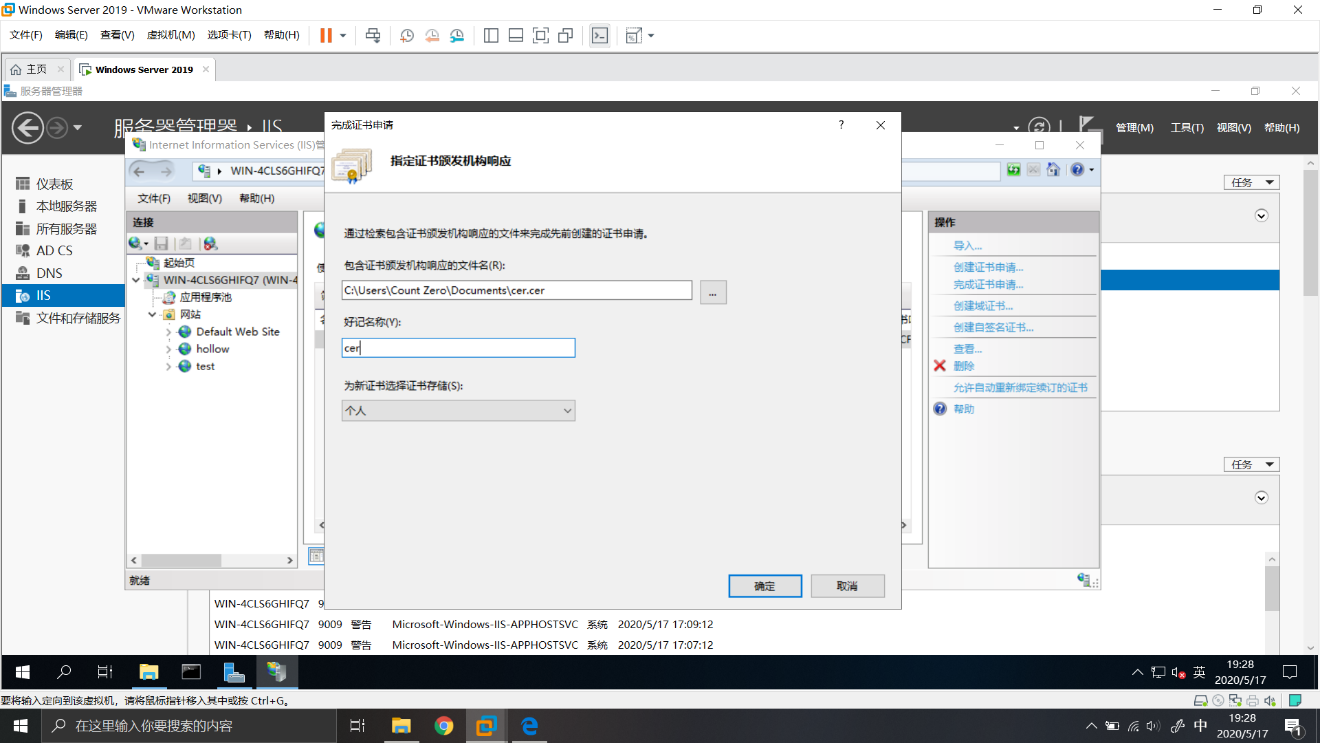 Windows Server 2019 - VMware Workstation
文件(F) 编辑(E) 查看(V) 虚拟机(M) 选项卡(T) 帮助(H)
主页 Windows Server 2019
服务器管理器
服务器管理器 IIS 管理(M) 工具(T) 视图(V) 帮助(H)
仪表板
本地服务器
所有服务器
AD CS
DNS
IIS
文件和存储服务
Internet Information Services (IIS)管
WIN-4CLS6GHIFQ7
文件(F) 视图(V) 帮助(H)
连接
起始页
WIN-4CLS6GHIFQ7 (WIN-4
应用程序池
网站
Default Web Site
hollow
test
就绪
完成证书申请 ?
指定证书颁发机构响应
通过检索包含证书颁发机构响应的文件来完成先前创建的证书申请。
包含证书颁发机构响应的文件名(R):
C:\Users\Count Zero\Documents\cer.cer ...
好记名称(Y):
cer
为新证书选择证书存储(S):
个人
确定 取消
操作
导入...
创建证书申请...
完成证书申请...
创建域证书...
创建自签名证书...
查看...
删除
允许自动重新绑定续订的证书
帮助
任务
任务
WIN-4CLS6GHIFQ7 9
WIN-4CLS6GHIFQ7 9009 警告 Microsoft-Windows-IIS-APPHOSTSVC 系统 2020/5/17 17:09:12
WIN-4CLS6GHIFQ7 9009 警告 Microsoft-Windows-IIS-APPHOSTSVC 系统 2020/5/17 17:07:12
英 19:28
2020/5/17
要将输入定向到该虚拟机，请将鼠标指针移入其中或按 Ctrl+G。
在这里输入你要搜索的内容
中 19:28
2020/5/17
1